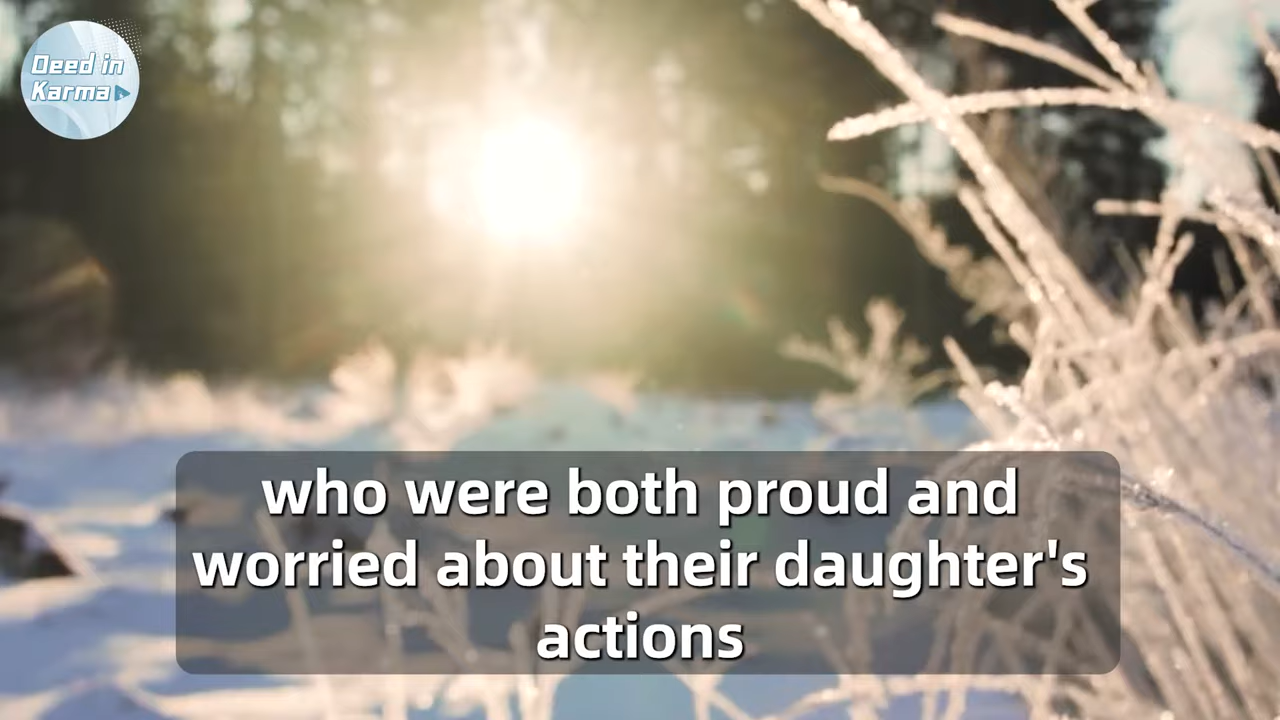 Deed in
Karma
who were both proud and
worried about their daughter's
actions